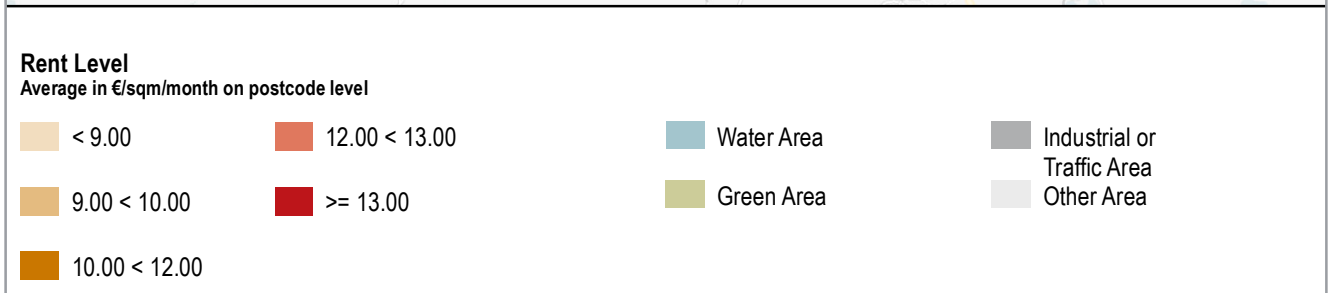 Rent Level
Average in €/sqm/month on postcode level
< 9.00
9.00 < 10.00
10.00 < 12.00
12.00 < 13.00
>= 13.00
Water Area
Green Area
Industrial or
Traffic Area
Other Area